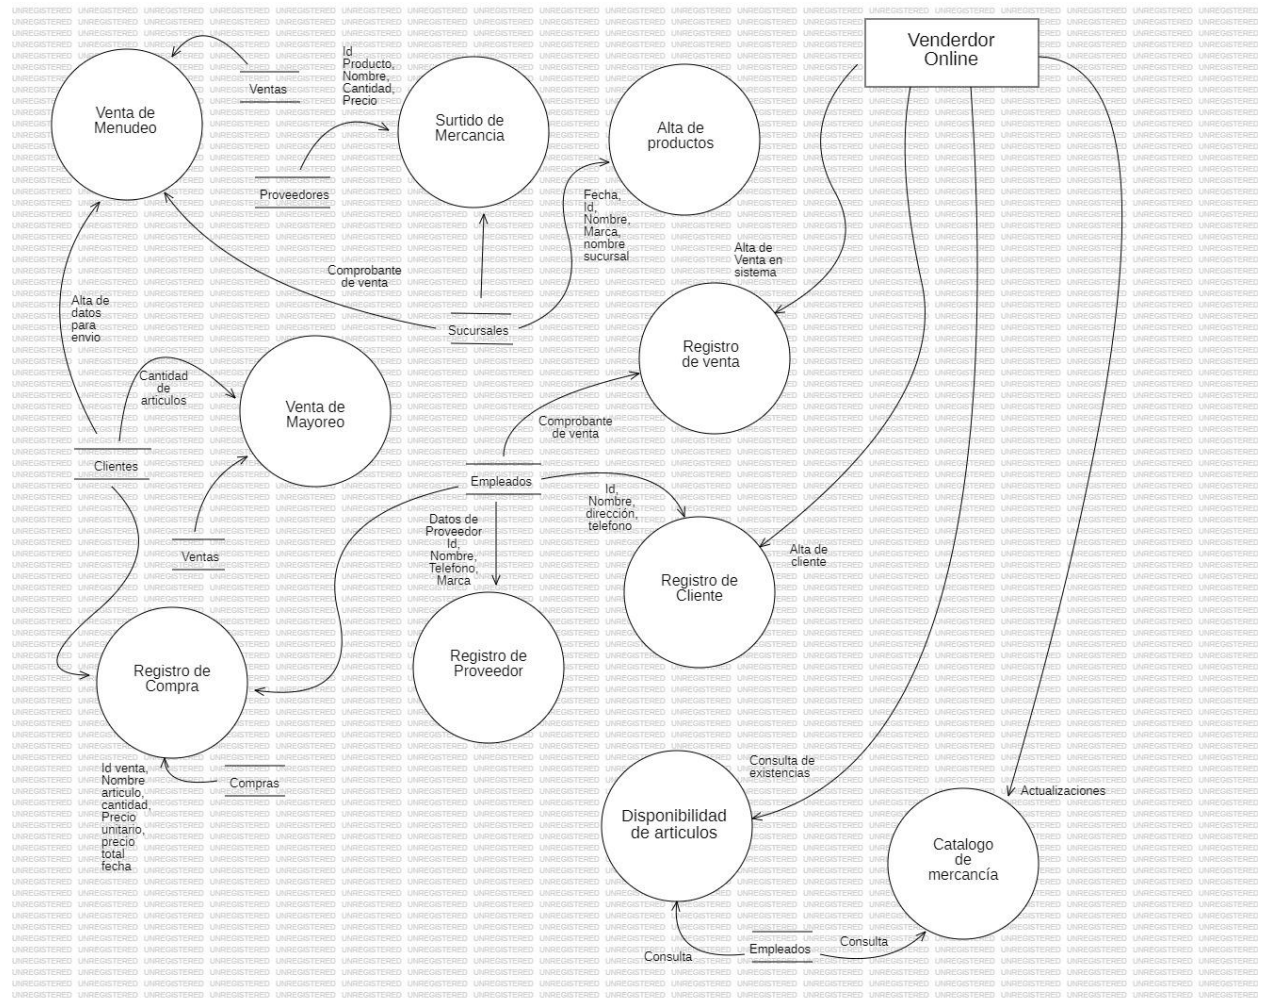 Venderdor
Online
Venta de
Menudeo
Ventas
Id
Producto,
Nombre,
Cantidad,
Precio
Proveedores
Surtido de
Mercancia
Alta de
productos
Fecha,
Id,
Nombre,
Marca,
nombre
sucursal
Alta de
Venta en
sistema
Comprobante
de venta
Sucursales
Alta de
datos
para
envio
Cantidad
de
articulos
Venta de
Mayoreo
Registro
de venta
Comprobante
de venta
Clientes
Empleados
Id,
Nombre,
dirección,
telefono
Datos de
Proveedor
Id,
Nombre,
Telefono,
Marca
Ventas
Alta de
cliente
Registro de
Cliente
Registro de
Proveedor
Registro de
Compra
Id venta,
Nombre
articulo,
cantidad,
Precio
unitario,
precio
total
fecha
Compras
Consulta de
existencias
Actualizaciones
Disponibilidad
de articulos
Catalogo
de
mercancía
Consulta
Empleados
Consulta
UNREGISTERED